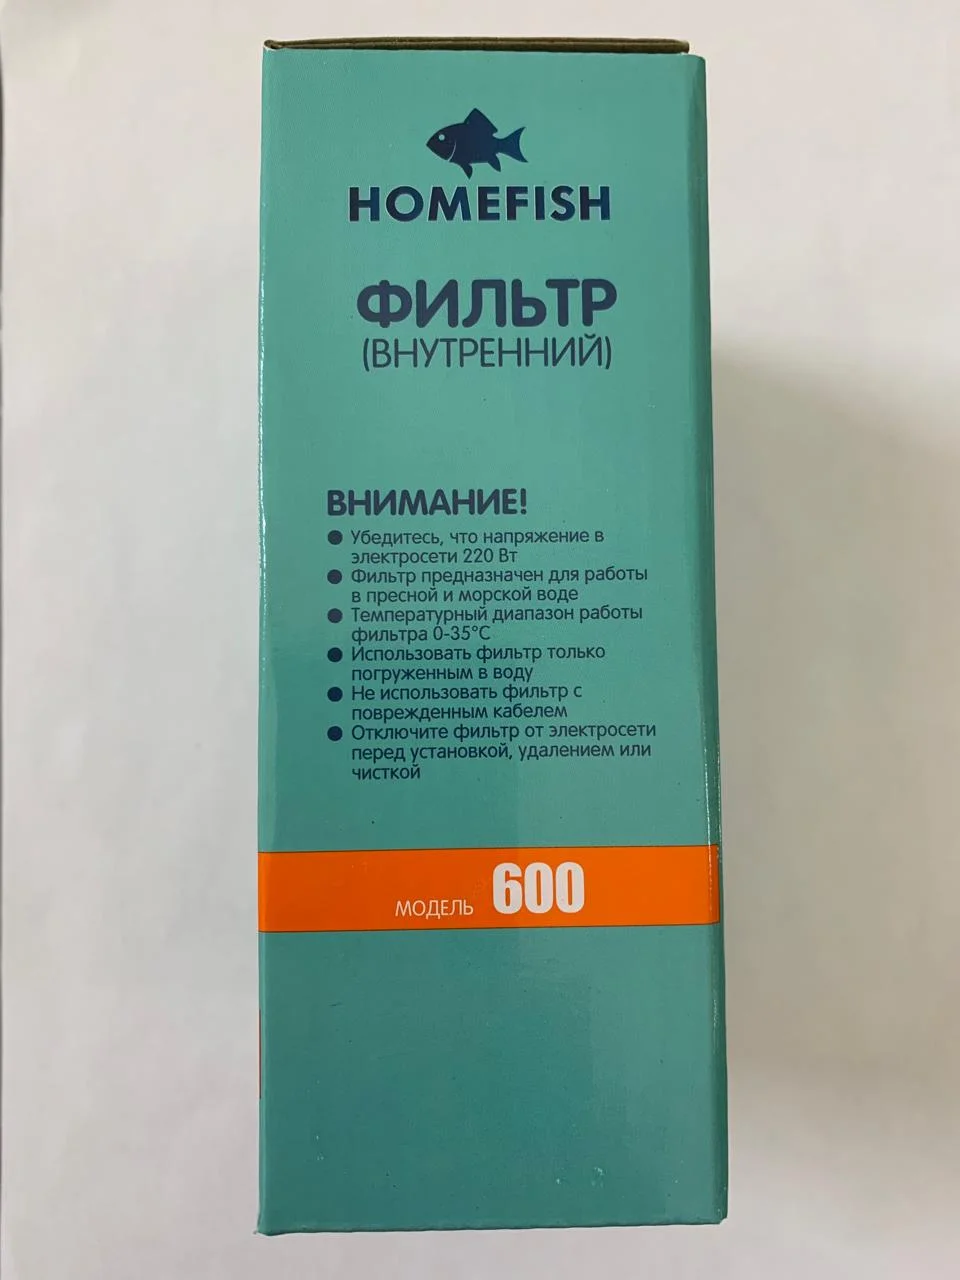 HOMEFISH
ФИЛЬТР
(ВНУТРЕННИЙ)
ВНИМАНИЕ!
● Убедитесь, что напряжение в
электросети 220 Вт
● Фильтр предназначен для работы
в пресной и морской воде
● Температурный диапазон работы
фильтра 0-35°С
● Использовать фильтр только
погруженным в воду
● Не использовать фильтр с
поврежденным кабелем
● Отключите фильтр от электросети
перед установкой, удалением или
чисткой
МОДЕЛЬ 600